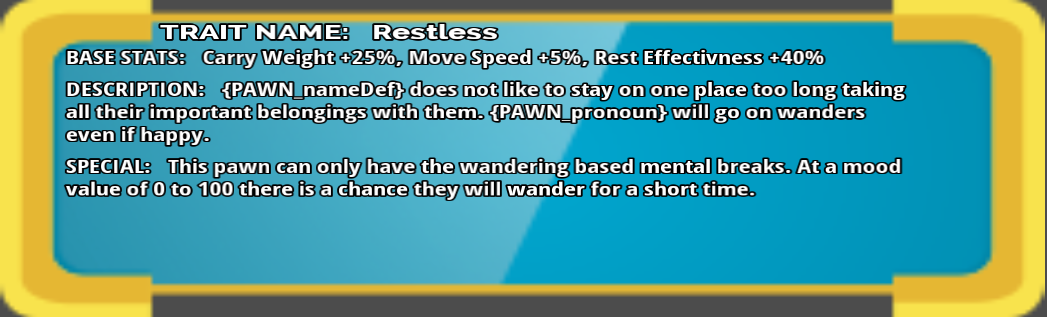 TRAIT NAME: Restless
BASE STATS: Carry Weight +25%, Move Speed +5%, Rest Effectivness +40%
DESCRIPTION: {PAWN_nameDef} does not like to stay on one place too long taking
all their important belongings with them. {PAWN_pronoun} will go on wanders
even if happy.
SPECIAL: This pawn can only have the wandering based mental breaks. At a mood
value of 0 to 100 there is a chance they will wander for a short time.